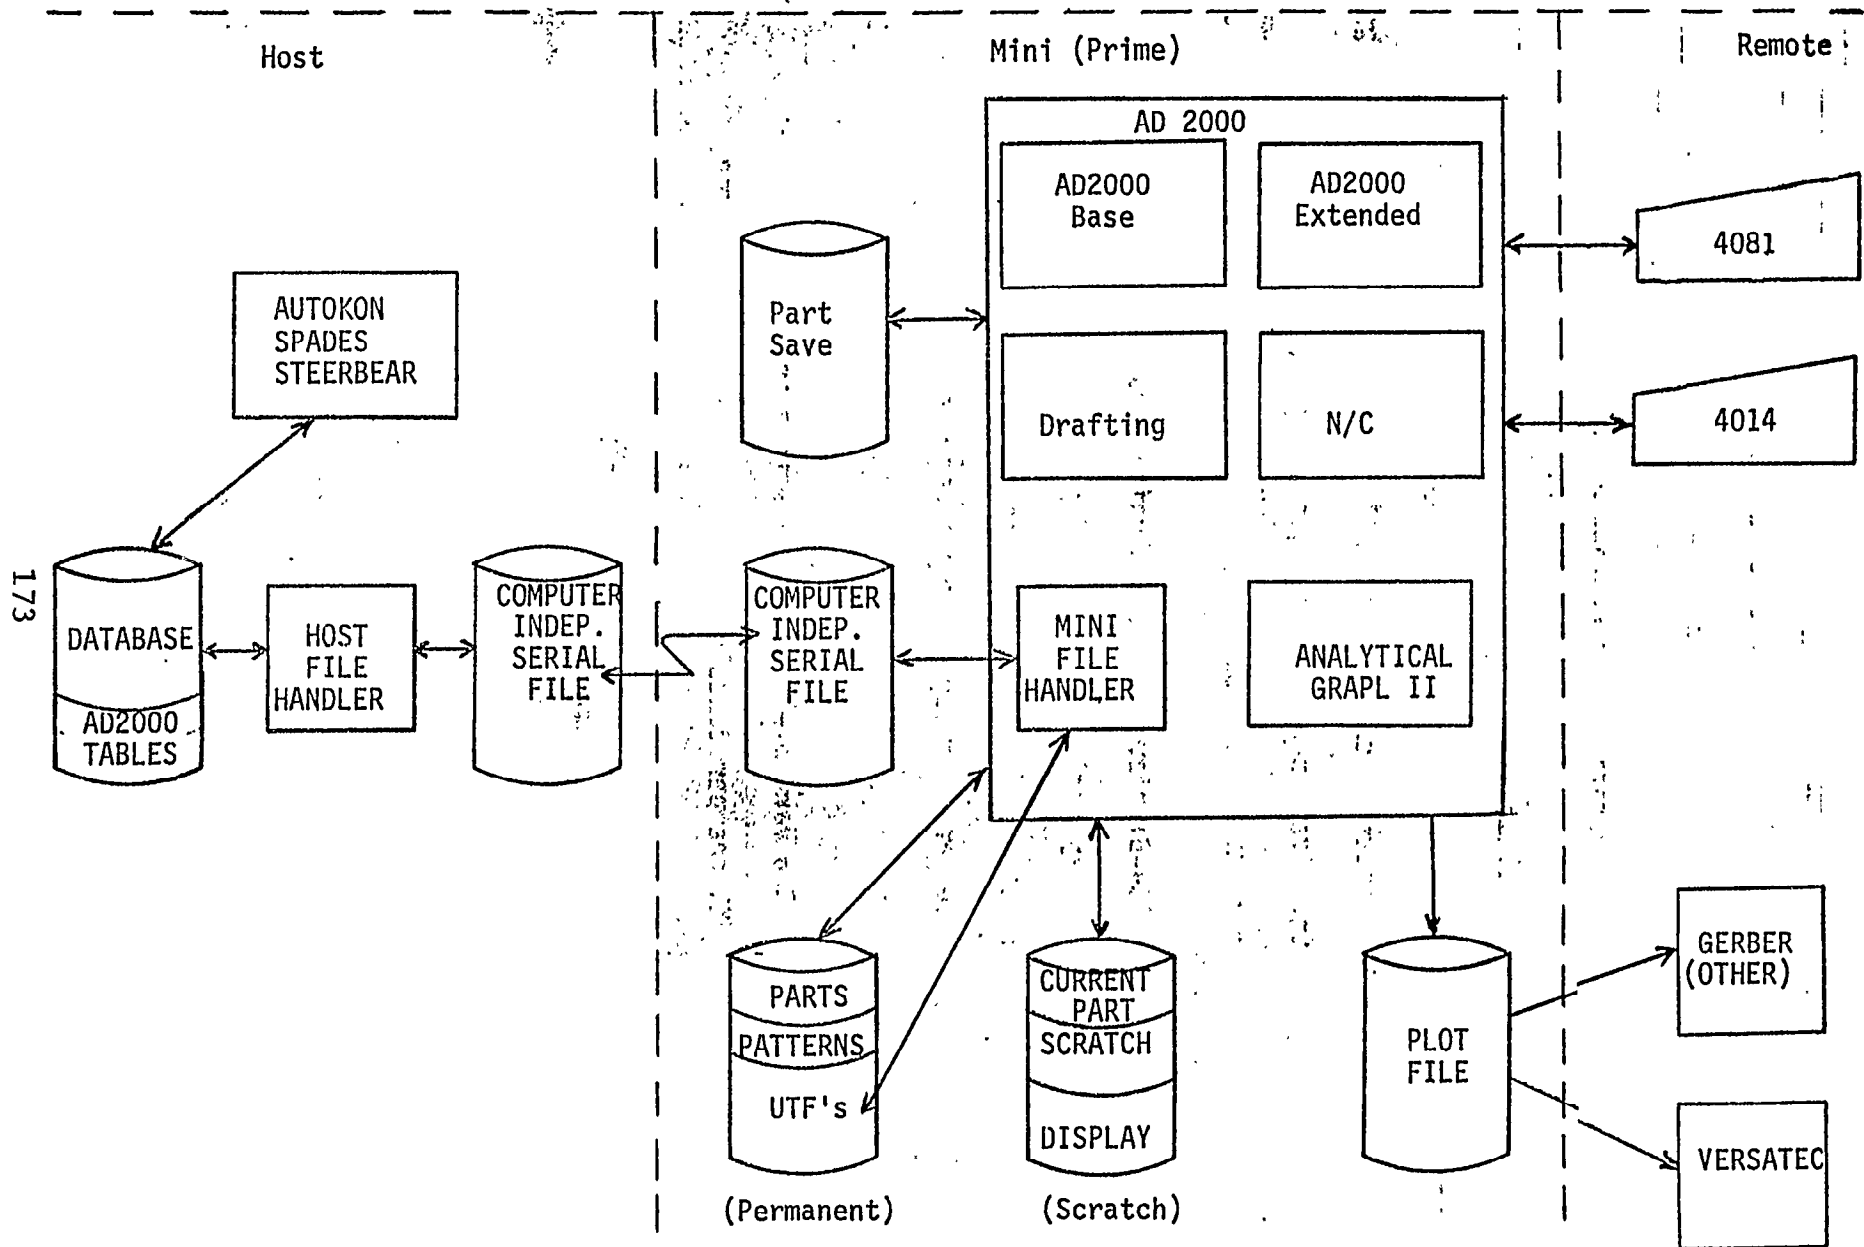 Host
Mini (Prime)
Remote
AD 2000
AD2000
Base
AD2000
Extended
4081
AUTOKON
SPADES
STEERBEAR
Part
Save
Drafting
N/C
4014
173
DATABASE
AD2000
TABLES
HOST
FILE
HANDLER
COMPUTER
INDEP.
SERIAL
FILE
COMPUTER
INDEP.
SERIAL
FILE
MINI
FILE
HANDLER
ANALYTICAL
GRAPL II
PARTS
PATTERNS
UTF's
(Permanent)
CURRENT
PART
SCRATCH
DISPLAY
(Scratch)
PLOT
FILE
GERBER
(OTHER)
VERSATEC